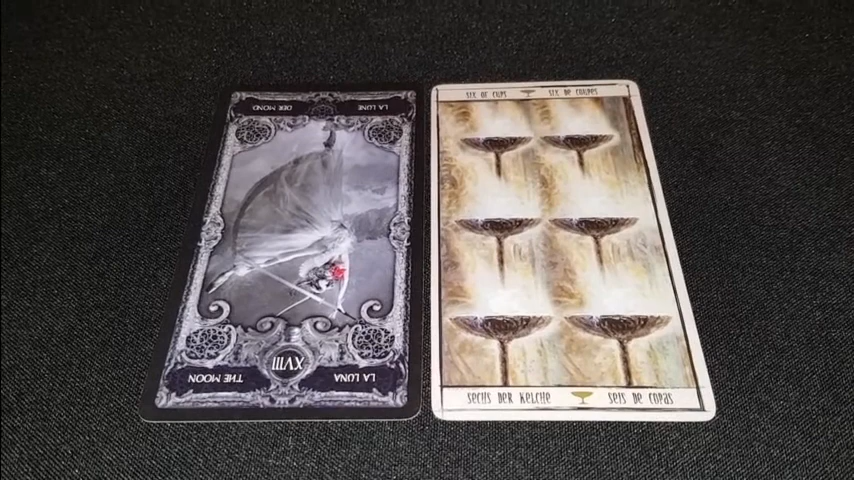 LA LUNE DER MOND
XVIII
LA LUNA THE MOON
SIX OF CUPS SIX DE COUPES
SECHS DER KELCHE SEIS DE COPAS